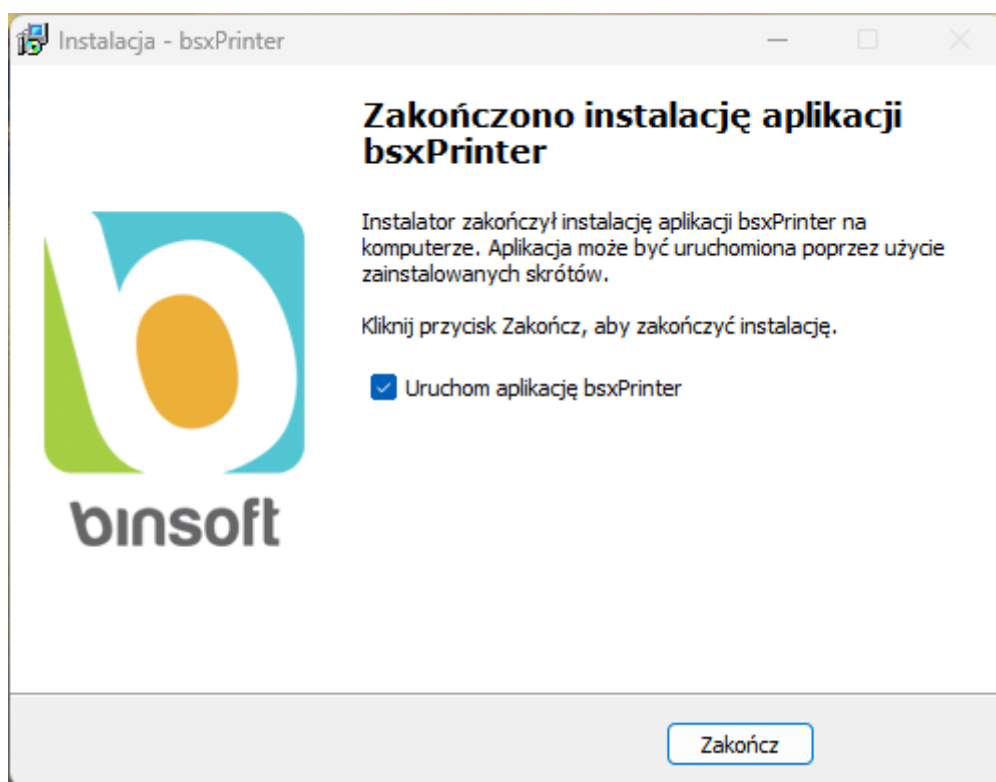 Instalacja - bsxPrinter
Zakończono instalację aplikacji
bsxPrinter
Instalator zakończył instalację aplikacji bsxPrinter na
komputerze. Aplikacja może być uruchomiona poprzez użycie
zainstalowanych skrótów.
Kliknij przycisk Zakończ, aby zakończyć instalację.
Uruchom aplikację bsxPrinter
binsoft
Zakończ